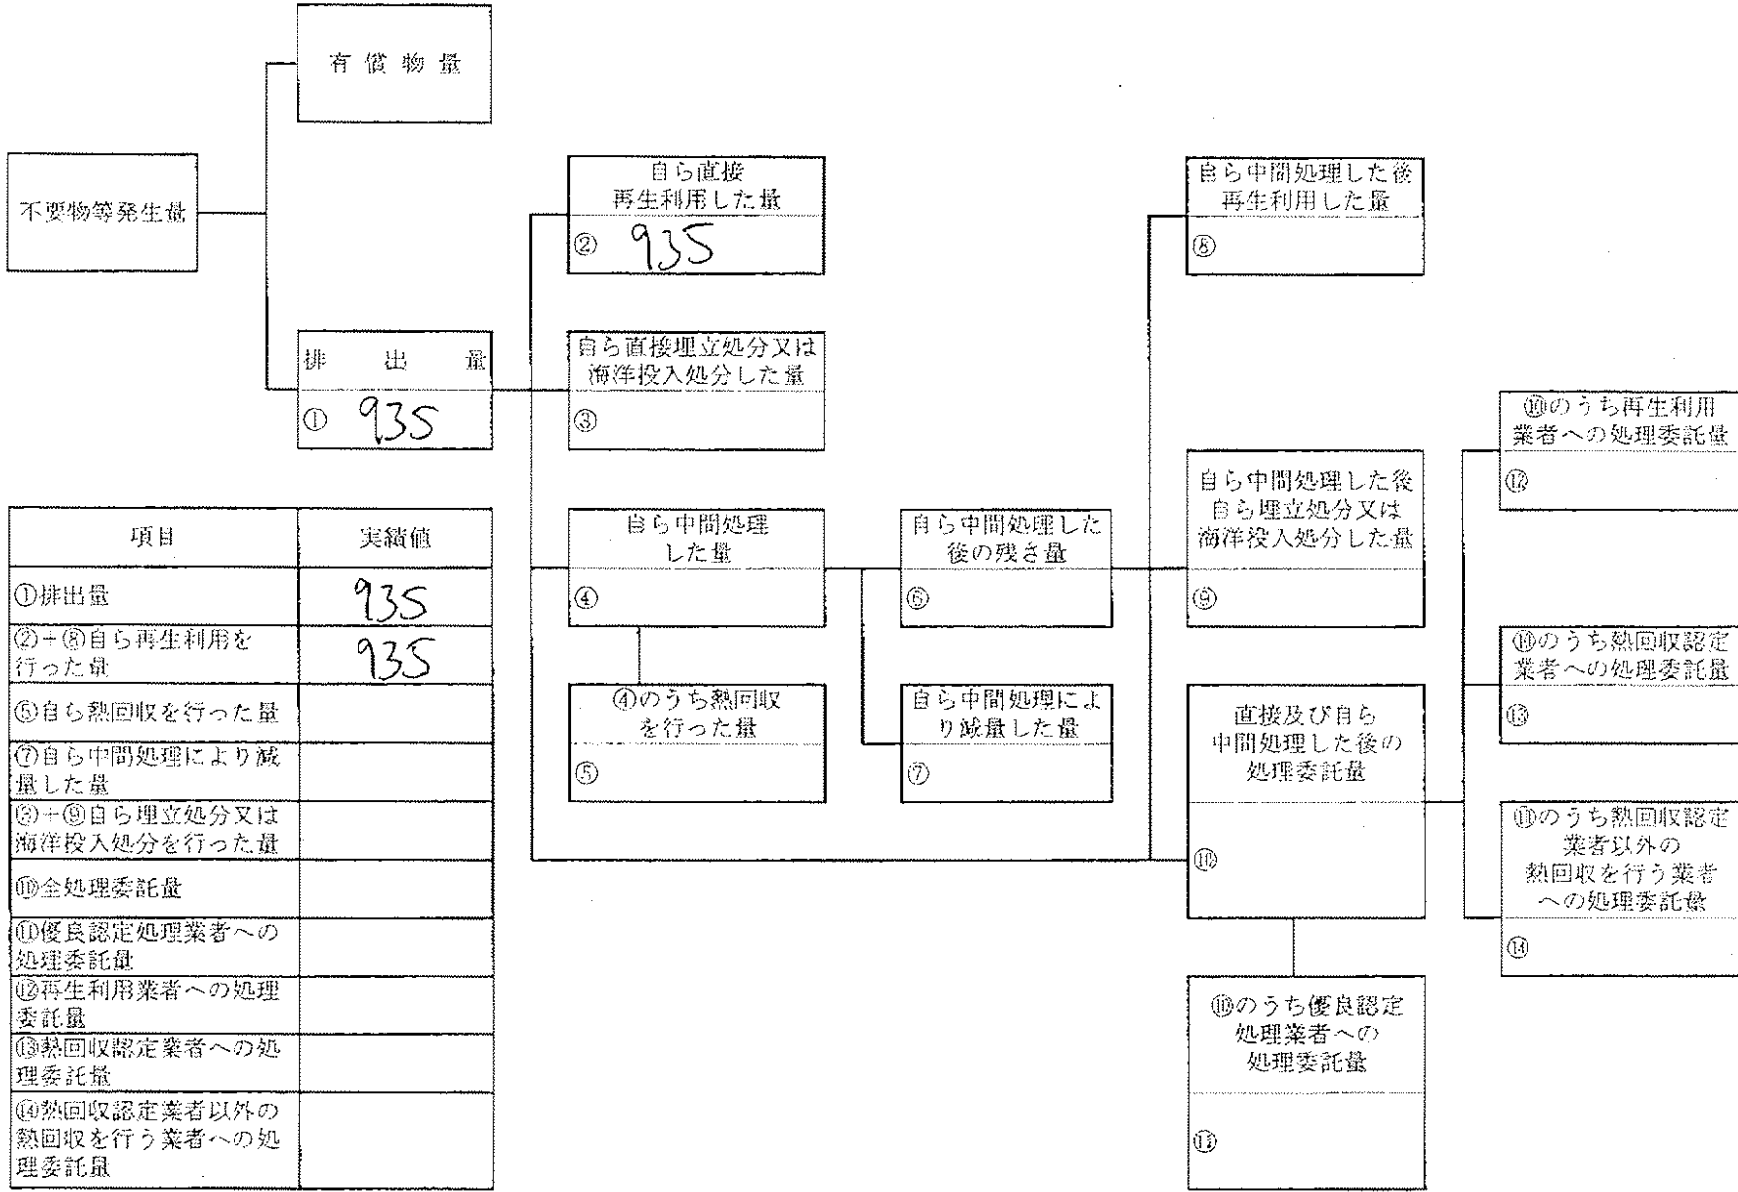 有償物量
不要物等発生量
自ら直接
再生利用した量
② 935
自ら中間処理した後
再生利用した量
⑧
排出量
① 935
自ら直接埋立処分又は
海洋投入処分した量
③
自ら中間処理
した量
④
自ら中間処理した
後の残さ量
⑥
自ら中間処理した後
自ら埋立処分又は
海洋投入処分した量
⑨
⑩のうち再生利用
業者への処理委託量
⑫
④のうち熱回収
を行った量
⑤
自ら中間処理によ
り減量した量
⑦
直接及び自ら
中間処理した後の
処理委託量
⑩
⑩のうち熱回収認定
業者への処理委託量
⑬
⑩のうち熱回収認定
業者以外の
熱回収を行う業者
への処理委託量
⑭
⑩のうち優良認定
処理業者への
処理委託量
⑪
項目 実績値
①排出量 935
②+⑧自ら再生利用を
行った量 935
⑤自ら熱回収を行った量
⑦自ら中間処理により減
量した量
③+⑨自ら埋立処分又は
海洋投入処分を行った量
⑩全処理委託量
⑪優良認定処理業者への
処理委託量
⑫再生利用業者への処理
委託量
⑬熱回収認定業者への処
理委託量
⑭熱回収認定業者以外の
熱回収を行う業者への処
理委託量